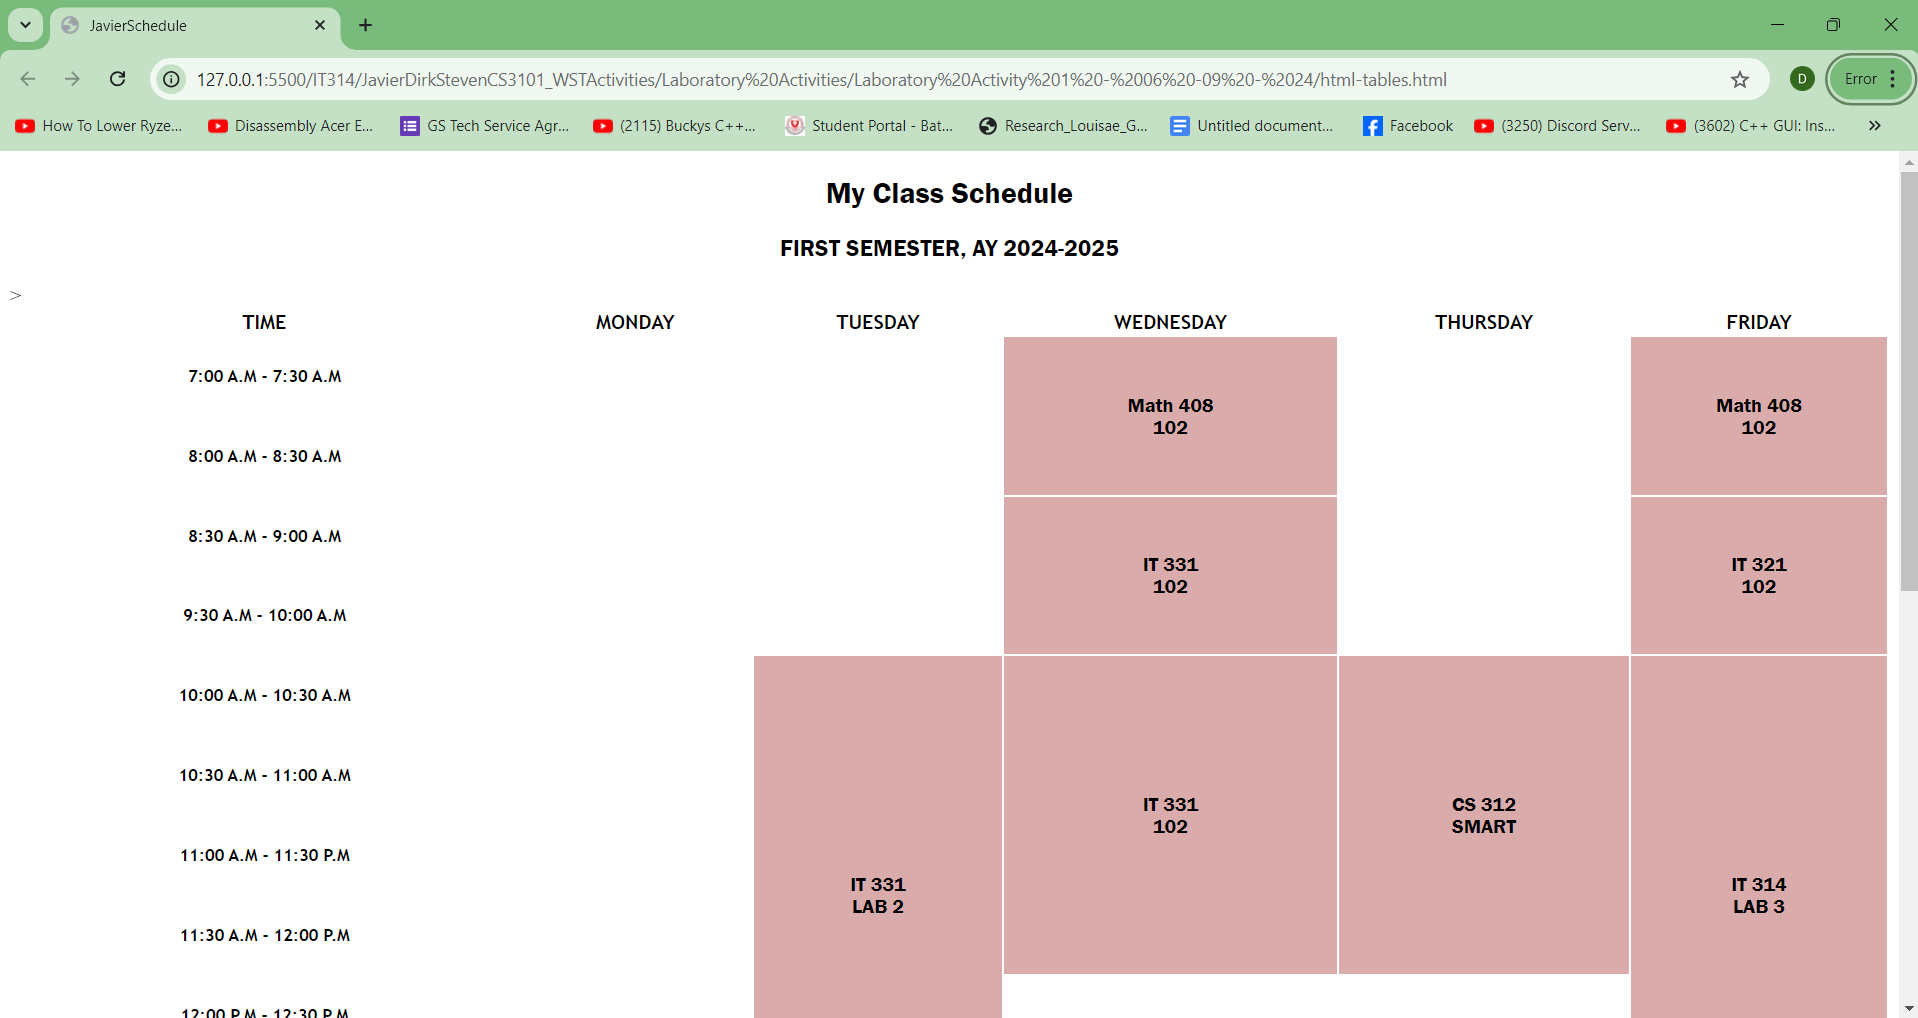 JavierSchedule
127.0.0.1:5500/IT314/JavierDirkStevenCS3101_WSTActivities/Laboratory%20Activities/Laboratory%20Activity%201%20-%2006%20-09%20-%2024/html-tables.html
D
Error
How To Lower Ryze...
Disassembly Acer E...
GS Tech Service Agr...
(2115) Buckys C++...
Student Portal - Bat...
Research_Louisae_G...
Untitled document...
Facebook
(3250) Discord Serv...
(3602) C++ GUI: Ins...
»
My Class Schedule
FIRST SEMESTER, AY 2024-2025
>
TIME MONDAY TUESDAY WEDNESDAY THURSDAY FRIDAY
7:00 A.M - 7:30 A.M
Math 408 Math 408
102 102
8:00 A.M - 8:30 A.M
8:30 A.M - 9:00 A.M
IT 331 IT 321
102 102
9:30 A.M - 10:00 A.M
10:00 A.M - 10:30 A.M
10:30 A.M - 11:00 A.M
IT 331 CS 312
102 SMART
11:00 A.M - 11:30 P.M
IT 331 IT 314
LAB 2 LAB 3
11:30 A.M - 12:00 P.M
12:00 P.M - 12:30 P.M